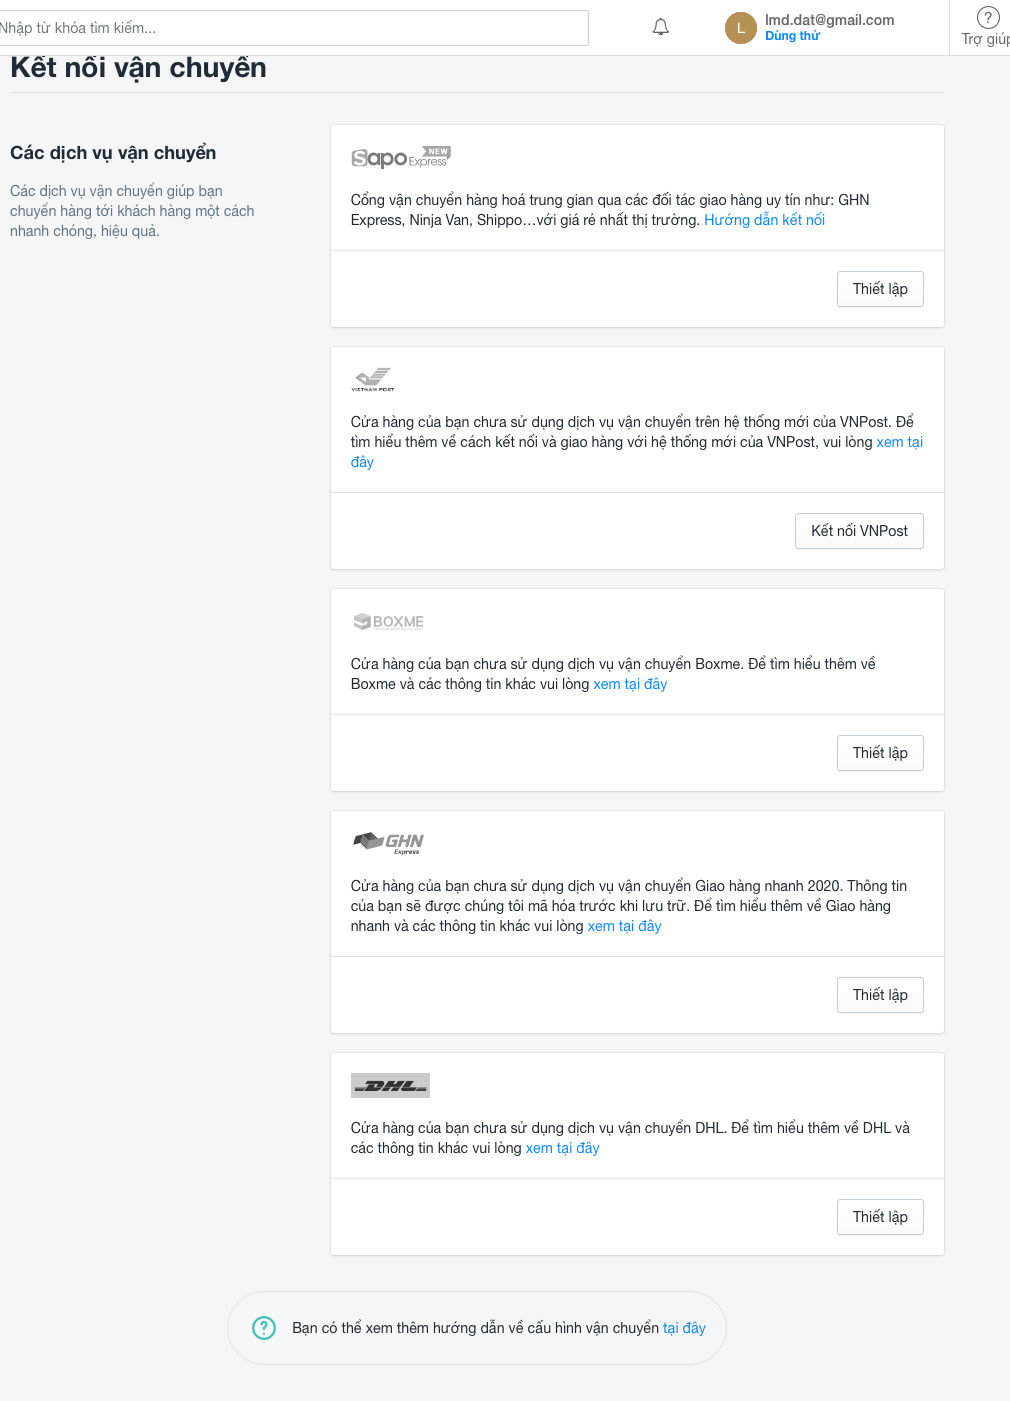 Nhập từ khóa tìm kiếm...
L
lmd.dat@gmail.com
Dùng thử
?
Trợ giúp
Kết nối vận chuyển
Các dịch vụ vận chuyển
Các dịch vụ vận chuyển giúp bạn
chuyển hàng tới khách hàng một cách
nhanh chóng, hiệu quả.
Sapo Express NEW
Cổng vận chuyển hàng hoá trung gian qua các đối tác giao hàng uy tín như: GHN
Express, Ninja Van, Shippo...với giá rẻ nhất thị trường. Hướng dẫn kết nối
Thiết lập
VIETNAM POST
Cửa hàng của bạn chưa sử dụng dịch vụ vận chuyển trên hệ thống mới của VNPost. Để
tìm hiểu thêm về cách kết nối và giao hàng với hệ thống mới của VNPost, vui lòng xem tại
đây
Kết nối VNPost
BOXME
Cửa hàng của bạn chưa sử dụng dịch vụ vận chuyển Boxme. Để tìm hiểu thêm về
Boxme và các thông tin khác vui lòng xem tại đây
Thiết lập
GHN
Express
Cửa hàng của bạn chưa sử dụng dịch vụ vận chuyển Giao hàng nhanh 2020. Thông tin
của bạn sẽ được chúng tôi mã hóa trước khi lưu trữ. Để tìm hiểu thêm về Giao hàng
nhanh và các thông tin khác vui lòng xem tại đây
Thiết lập
DHL
Cửa hàng của bạn chưa sử dụng dịch vụ vận chuyển DHL. Để tìm hiểu thêm về DHL và
các thông tin khác vui lòng xem tại đây
Thiết lập
? Bạn có thể xem thêm hướng dẫn về cấu hình vận chuyển tại đây